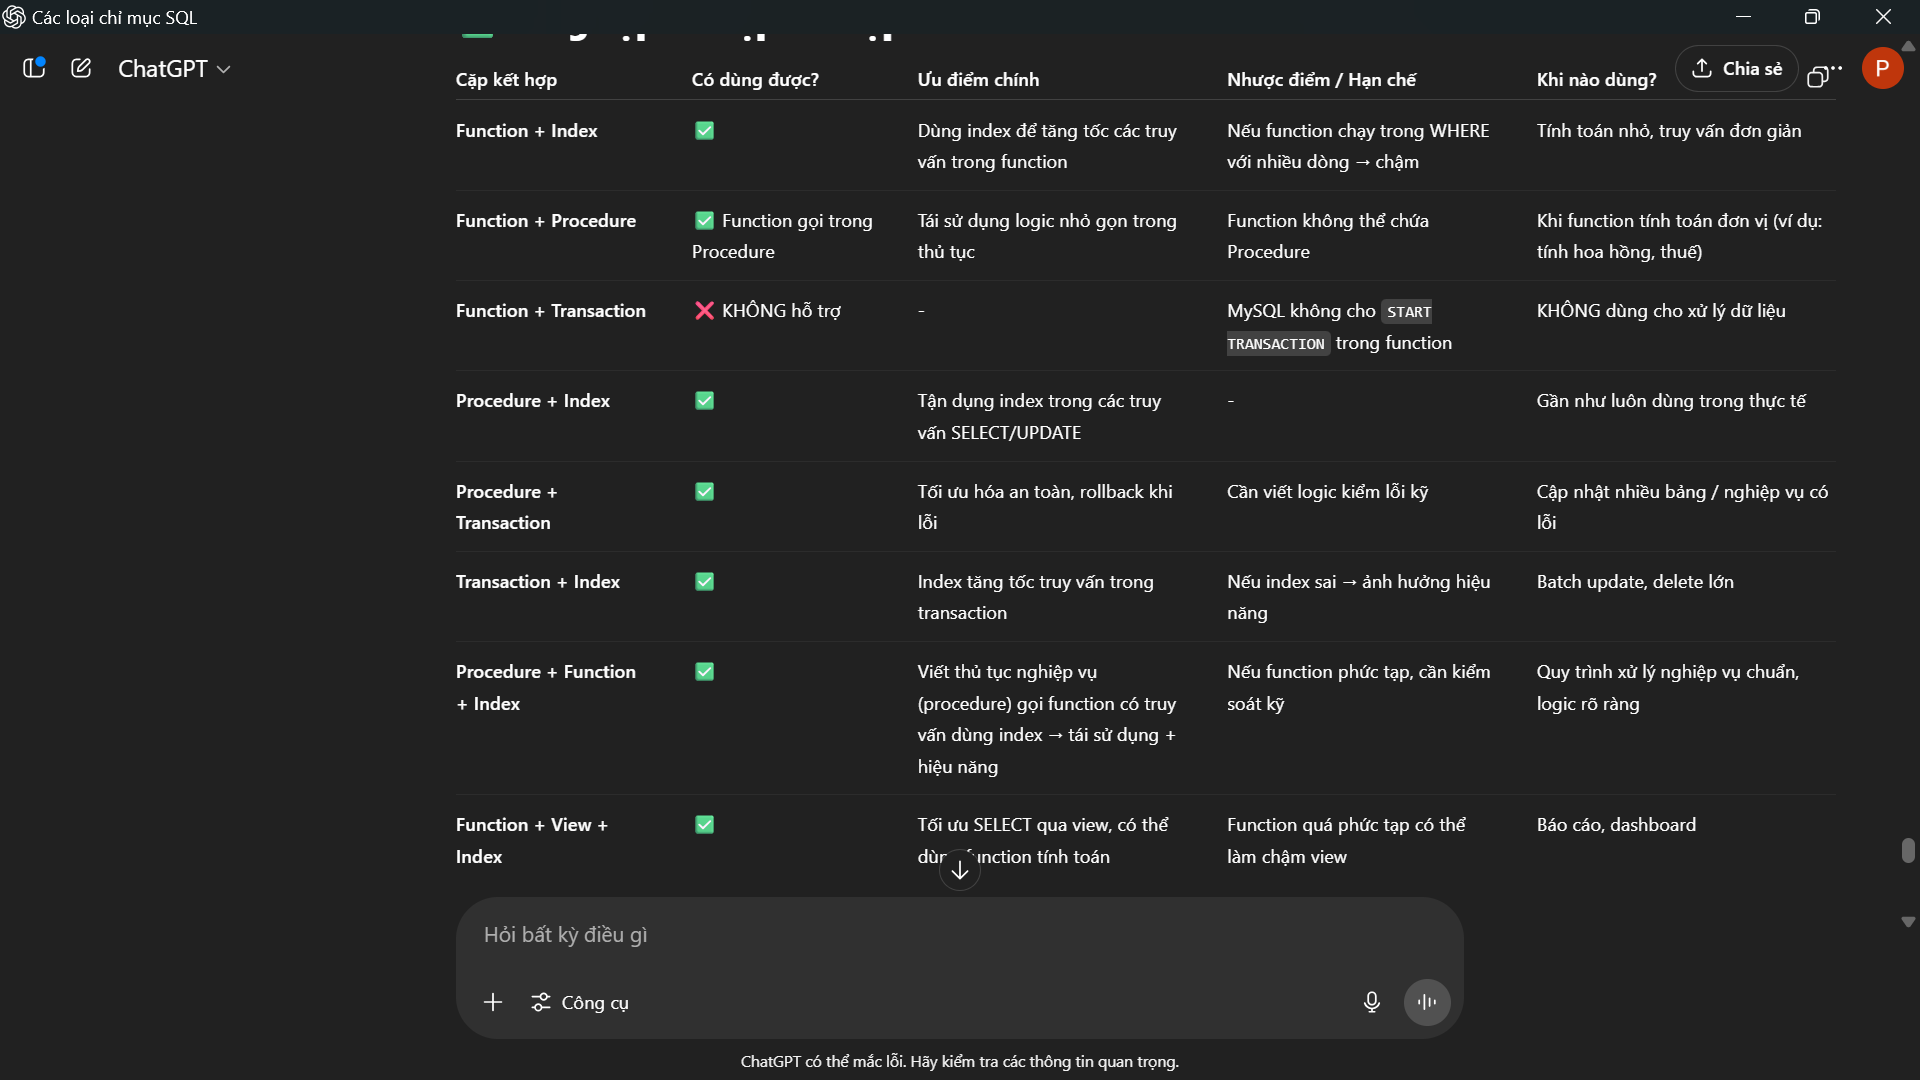 Các loại chỉ mục SQL
ChatGPT
Chia sẻ
P
Cặp kết hợp	Có dùng được?	Ưu điểm chính	Nhược điểm / Hạn chế	Khi nào dùng?
Function + Index	✅	Dùng index để tăng tốc các truy	Nếu function chạy trong WHERE	Tính toán nhỏ, truy vấn đơn giản
vấn trong function	với nhiều dòng → chậm
Function + Procedure	✅ Function gọi trong	Tái sử dụng logic nhỏ gọn trong	Function không thể chứa	Khi function tính toán đơn vị (ví dụ:
Procedure	thủ tục	Procedure	tính hoa hồng, thuế)
Function + Transaction	❌ KHÔNG hỗ trợ	-	MySQL không cho START	KHÔNG dùng cho xử lý dữ liệu
TRANSACTION trong function
Procedure + Index	✅	Tận dụng index trong các truy	-	Gần như luôn dùng trong thực tế
vấn SELECT/UPDATE
Procedure +	✅	Tối ưu hóa an toàn, rollback khi	Cần viết logic kiểm lỗi kỹ	Cập nhật nhiều bảng / nghiệp vụ có
Transaction	lỗi	lỗi
Transaction + Index	✅	Index tăng tốc truy vấn trong	Nếu index sai → ảnh hưởng hiệu	Batch update, delete lớn
transaction	năng
Procedure + Function	✅	Viết thủ tục nghiệp vụ	Nếu function phức tạp, cần kiểm	Quy trình xử lý nghiệp vụ chuẩn,
+ Index	(procedure) gọi function có truy	soát kỹ	logic rõ ràng
vấn dùng index → tái sử dụng +
hiệu năng
Function + View +	✅	Tối ưu SELECT qua view, có thể	Function quá phức tạp có thể	Báo cáo, dashboard
Index	tính toán	làm chậm view
Hỏi bất kỳ điều gì
Công cụ
ChatGPT có thể mắc lỗi. Hãy kiểm tra các thông tin quan trọng.